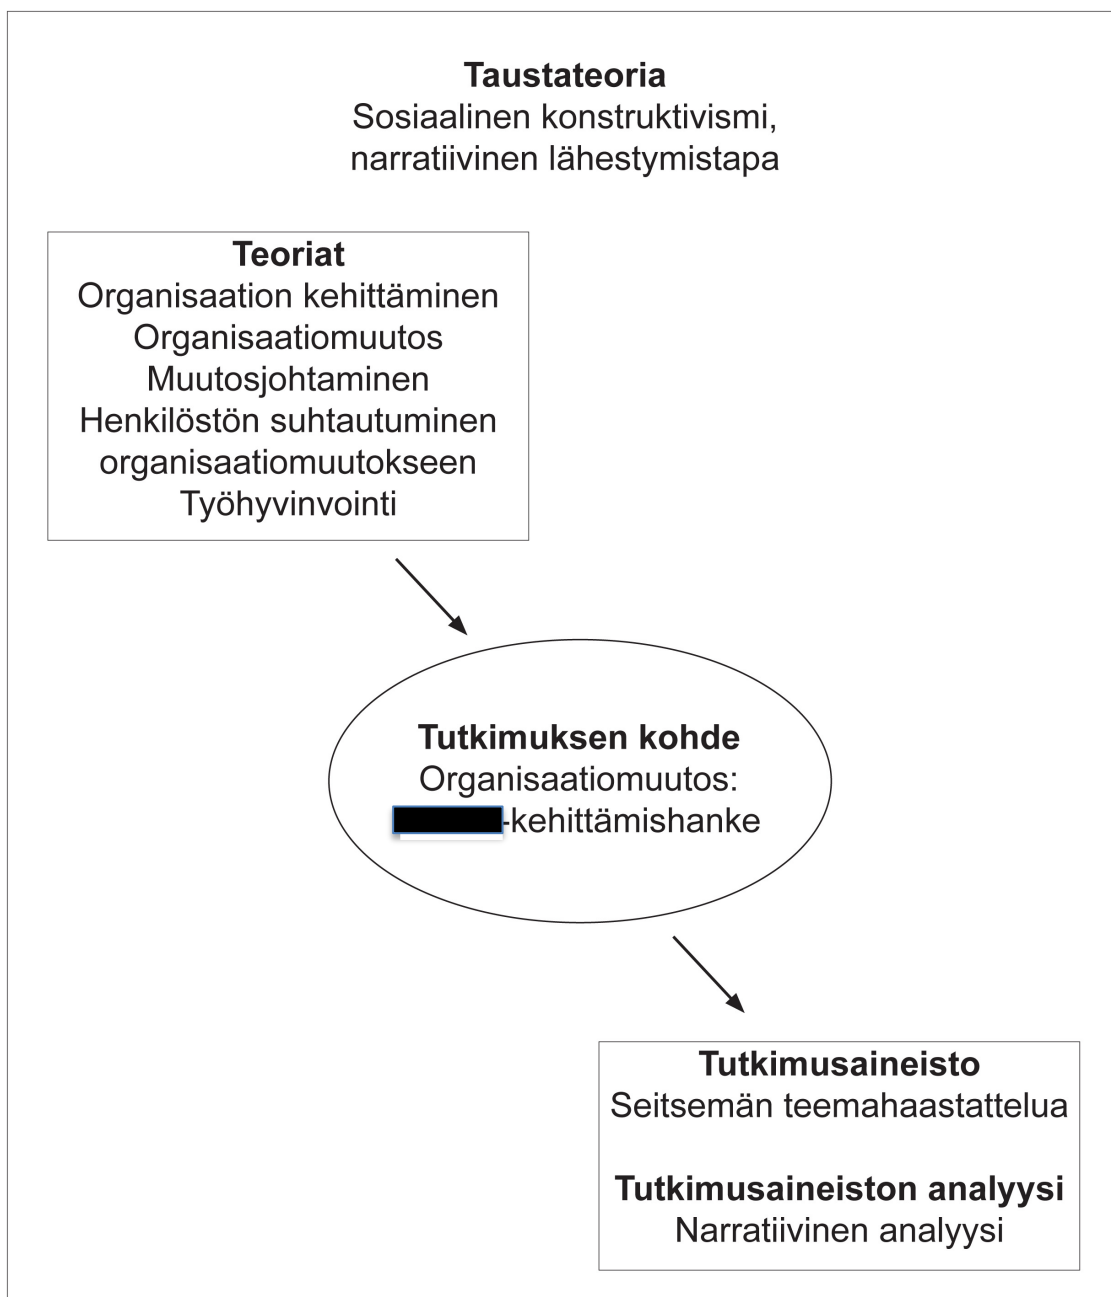 Taustateoria
Sosiaalinen konstruktivismi,
narratiivinen lähestymistapa
Teoriat
Organisaation kehittäminen
Organisaatiomuutos
Muutosjohtaminen
Henkilöstön suhtautuminen
organisaatiomuutokseen
Työhyvinvointi
Tutkimuksen kohde
Organisaatiomuutos:
-kehittämishanke
Tutkimusaineisto
Seitsemän teemahaastattelua
Tutkimusaineiston analyysi
Narratiivinen analyysi